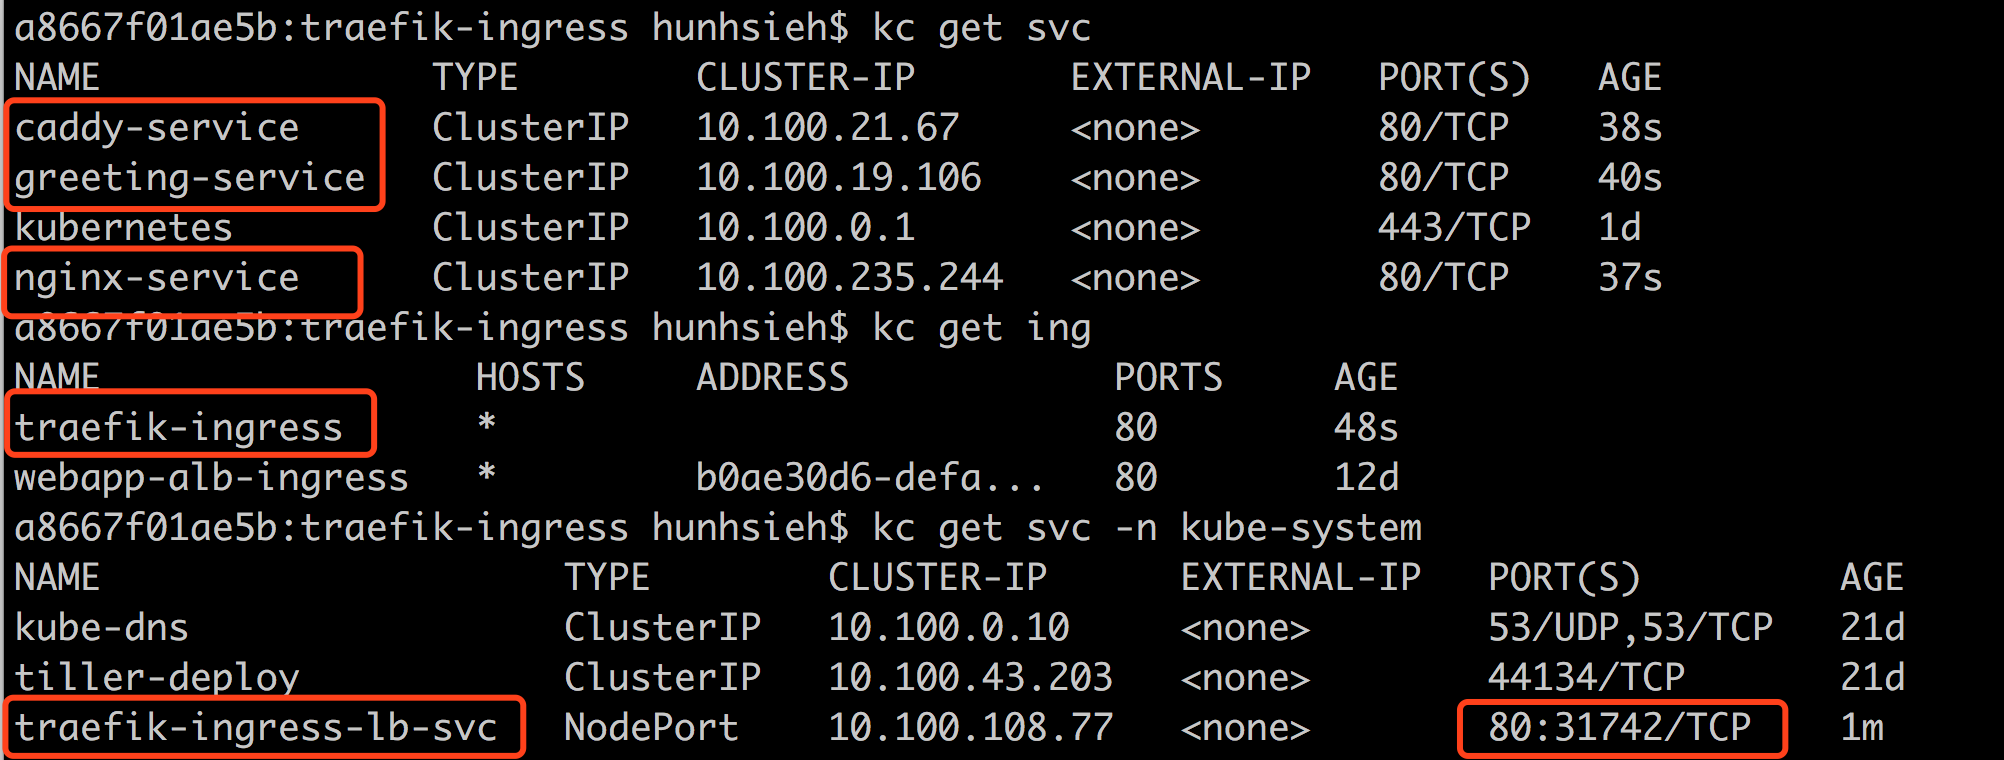 a8667f01ae5b:traefik-ingress hunhsieh$ kc get svc
NAME TYPE CLUSTER-IP EXTERNAL-IP PORT(S) AGE
caddy-service ClusterIP 10.100.21.67 <none> 80/TCP 38s
greeting-service ClusterIP 10.100.19.106 <none> 80/TCP 40s
kubernetes ClusterIP 10.100.0.1 <none> 443/TCP 1d
nginx-service ClusterIP 10.100.235.244 <none> 80/TCP 37s
a8667f01ae5b:traefik-ingress hunhsieh$ kc get ing
NAME HOSTS ADDRESS PORTS AGE
traefik-ingress * 80 48s
webapp-alb-ingress * b0ae30d6-defa... 80 12d
a8667f01ae5b:traefik-ingress hunhsieh$ kc get svc -n kube-system
NAME TYPE CLUSTER-IP EXTERNAL-IP PORT(S) AGE
kube-dns ClusterIP 10.100.0.10 <none> 53/UDP,53/TCP 21d
tiller-deploy ClusterIP 10.100.43.203 <none> 44134/TCP 21d
traefik-ingress-lb-svc NodePort 10.100.108.77 <none> 80:31742/TCP 1m